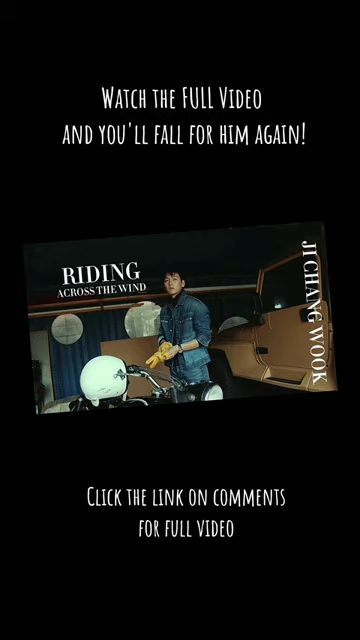 Watch the FULL Video
and you'll fall for him again!
RIDING
ACROSS THE WIND
JI CHANG WOOK
Click the link on comments
for full video